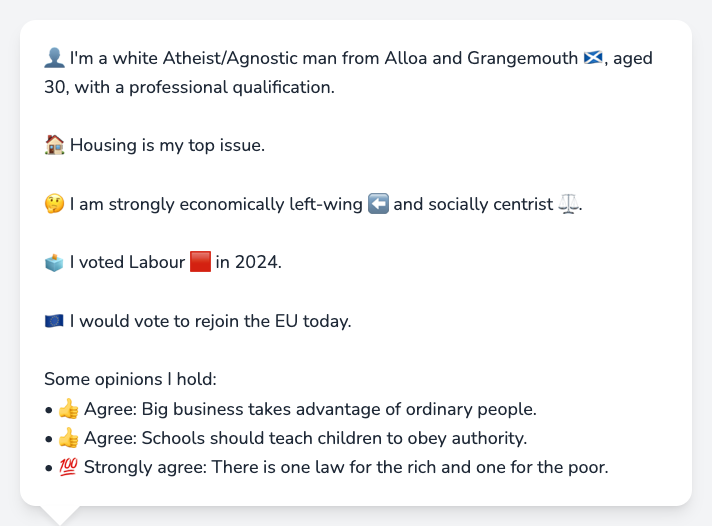 👤 I'm a white Atheist/Agnostic man from Alloa and Grangemouth 🏴󠁧󠁢󠁳󠁣󠁴󠁿, aged
30, with a professional qualification.
🏠 Housing is my top issue.
🤔 I am strongly economically left-wing ⬅️ and socially centrist ⚖️.
🗳️ I voted Labour 🟥 in 2024.
🇪🇺 I would vote to rejoin the EU today.
Some opinions I hold:
• 👍 Agree: Big business takes advantage of ordinary people.
• 👍 Agree: Schools should teach children to obey authority.
• 💯 Strongly agree: There is one law for the rich and one for the poor.